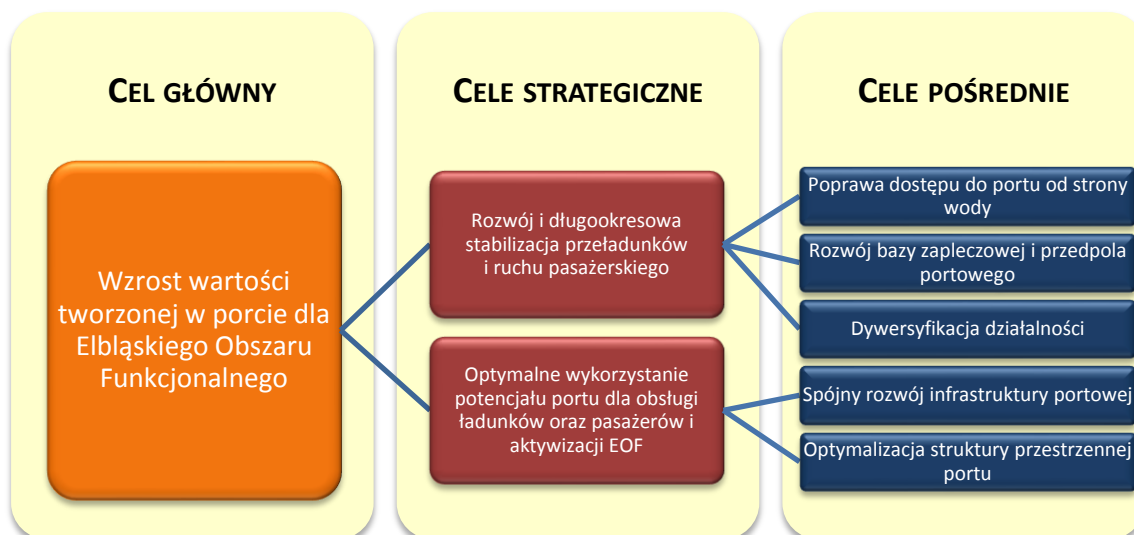 CEL GŁÓWNY
Wzrost wartości
tworzonej w porcie dla
Elbląskiego Obszaru
Funkcjonalnego
CELE STRATEGICZNE
Rozwój i długookresowa
stabilizacja przeładunków
i ruchu pasażerskiego
Optymalne wykorzystanie
potencjału portu dla obsługi
ładunków oraz pasażerów i
aktywizacji EOF
CELE POŚREDNIE
Poprawa dostępu do portu od strony
wody
Rozwój bazy zapleczowej i przedpola
portowego
Dywersyfikacja działalności
Spójny rozwój infrastruktury portowej
Optymalizacja struktury przestrzennej
portu